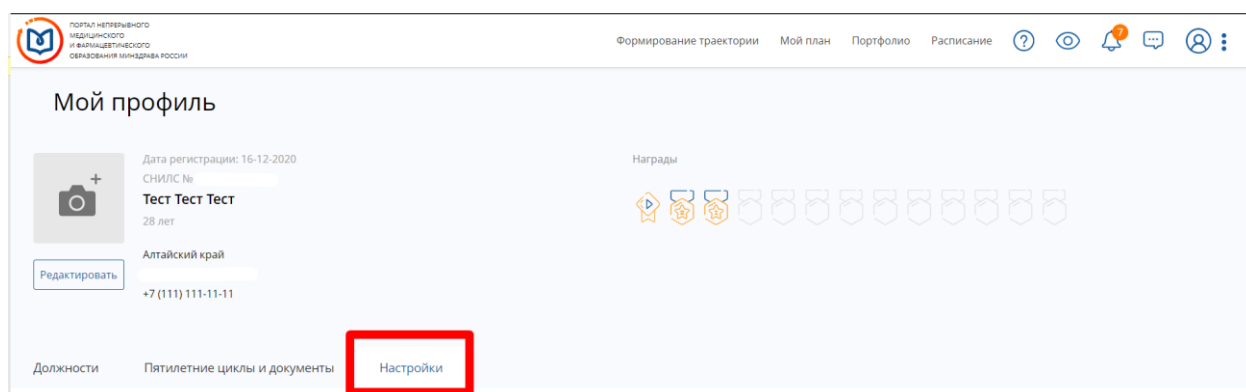 ПОРТАЛ НЕПРЕРЫВНОГО
МЕДИЦИНСКОГО
И ФАРМАЦЕВТИЧЕСКОГО
ОБРАЗОВАНИЯ МИНЗДРАВА РОССИИ
Формирование траектории Мой план Портфолио Расписание ? 7
Мой профиль
Дата регистрации: 16-12-2020
СНИЛС №
Тест Тест Тест
28 лет
Награды
Алтайский край
Редактировать
+7 (111) 111-11-11
Должности Пятилетние циклы и документы Настройки